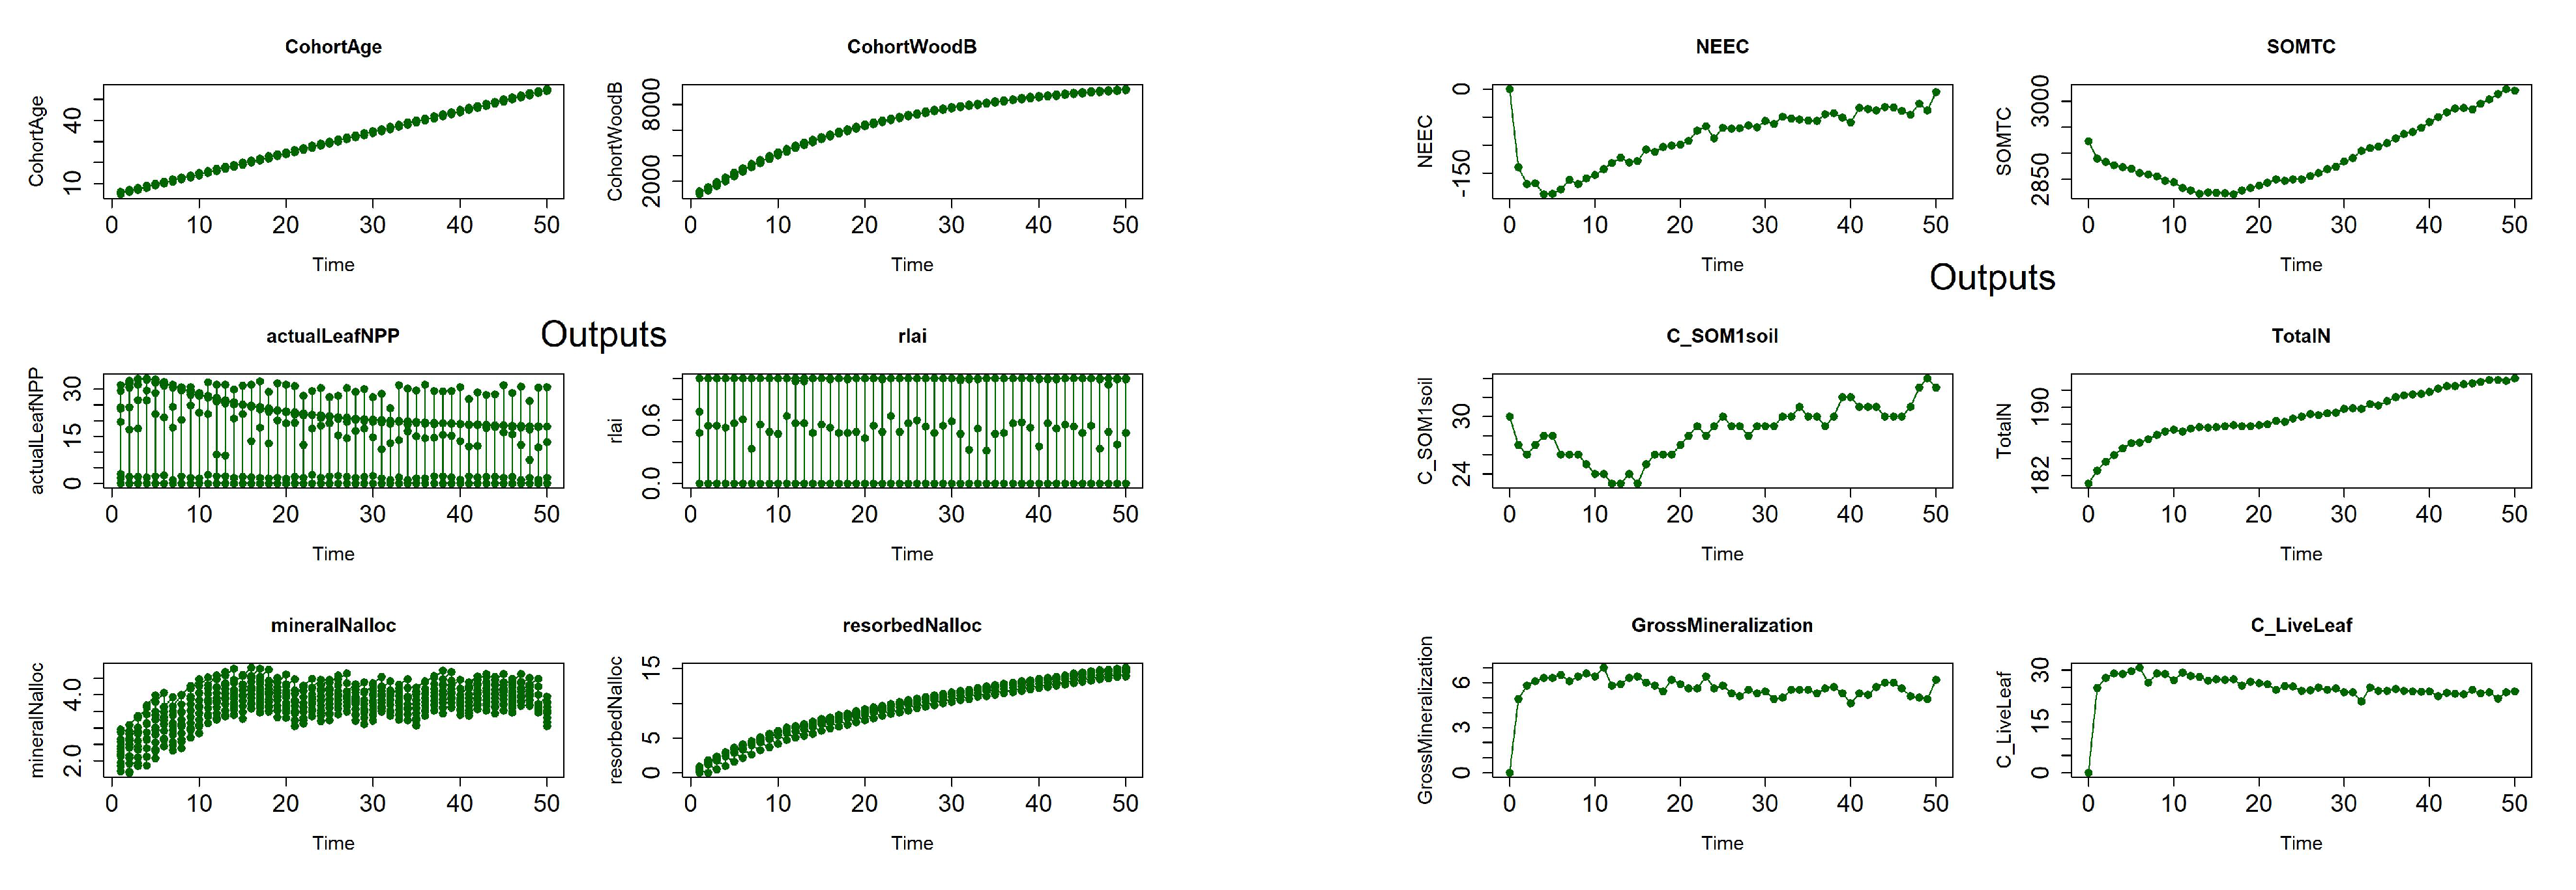 CohortAge
CohortAge
10
40
0 10 20 30 40 50
Time
CohortWoodB
CohortWoodB
2000
8000
0 10 20 30 40 50
Time
NEEC
NEEC
-150
0
0 10 20 30 40 50
Time
SOMTC
SOMTC
2850
3000
0 10 20 30 40 50
Time
Outputs
Outputs
actualLeafNPP
actualLeafNPP
0
15
30
0 10 20 30 40 50
Time
rlai
rlai
0.0
0.6
0 10 20 30 40 50
Time
C_SOM1soil
C_SOM1soil
24
30
0 10 20 30 40 50
Time
TotalN
TotalN
182
190
0 10 20 30 40 50
Time
mineralNalloc
mineralNalloc
2.0
4.0
0 10 20 30 40 50
Time
resorbedNalloc
resorbedNalloc
0
5
15
0 10 20 30 40 50
Time
GrossMineralization
GrossMineralization
0
3
6
0 10 20 30 40 50
Time
C_LiveLeaf
C_LiveLeaf
0
15
30
0 10 20 30 40 50
Time